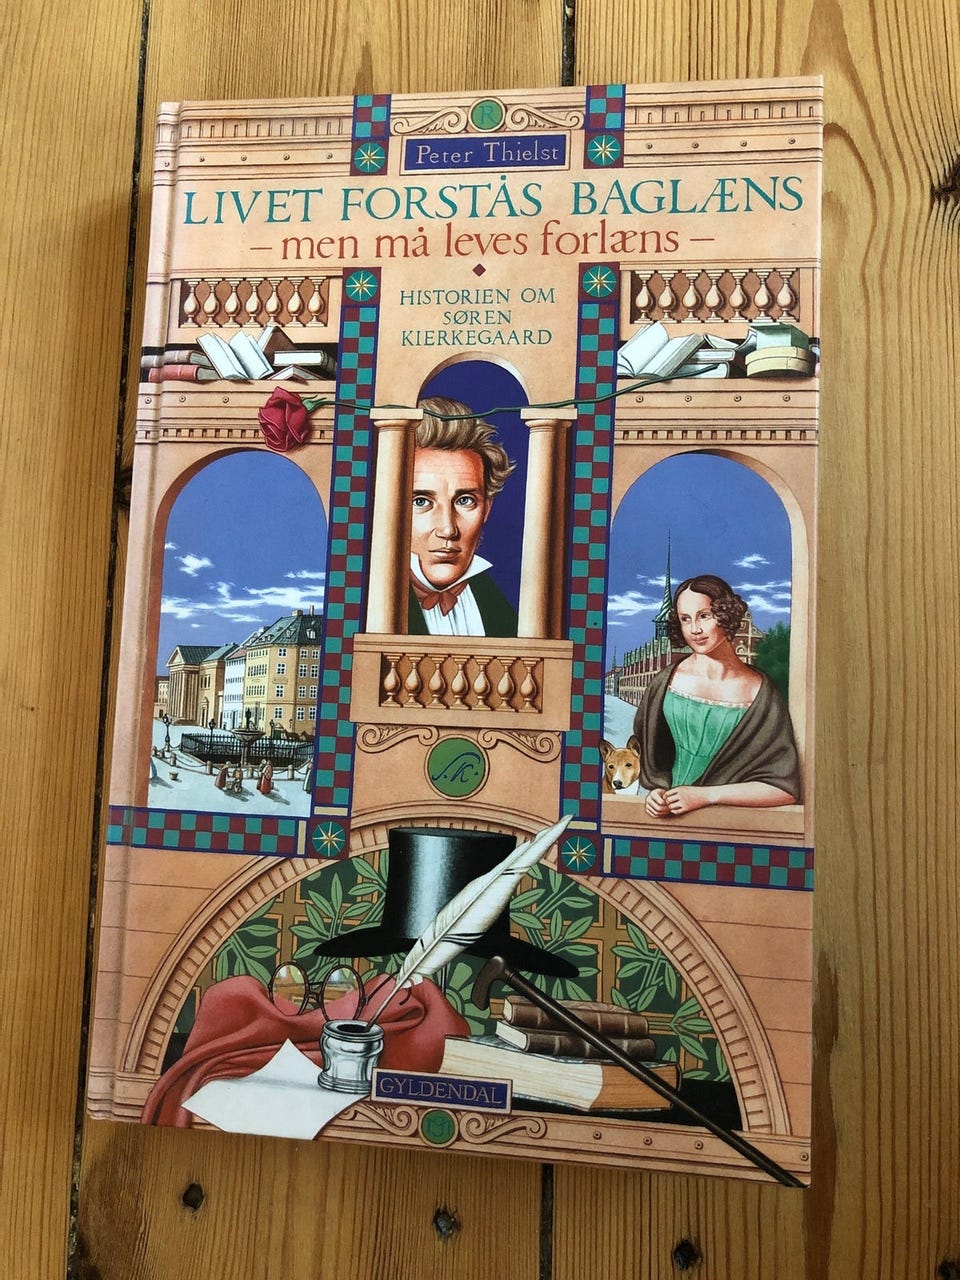 R
Peter Thielst
LIVET FORSTÅS BAGLÆNS
– men må leves forlæns –
HISTORIEN OM
SØREN
KIERKEGAARD
S.K.
GYLDENDAL